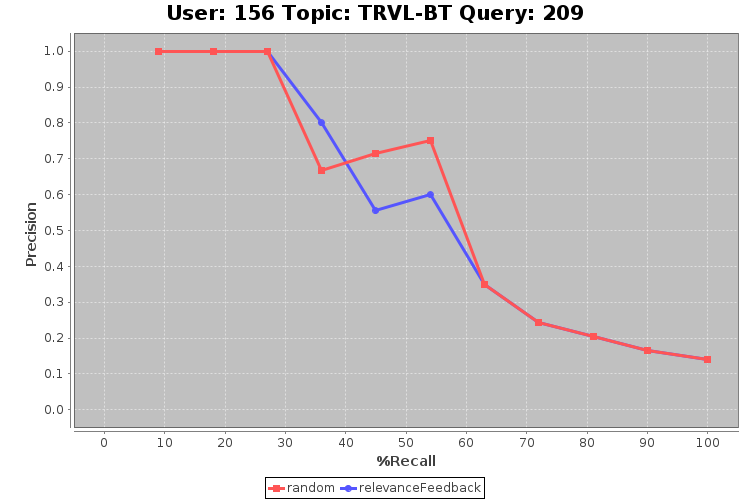 User: 156 Topic: TRVL-BT Query: 209
Precision
1.0
0.9
0.8
0.7
0.6
0.5
0.4
0.3
0.2
0.1
0.0
0 10 20 30 40 50 60 70 80 90 100
%Recall
random relevanceFeedback